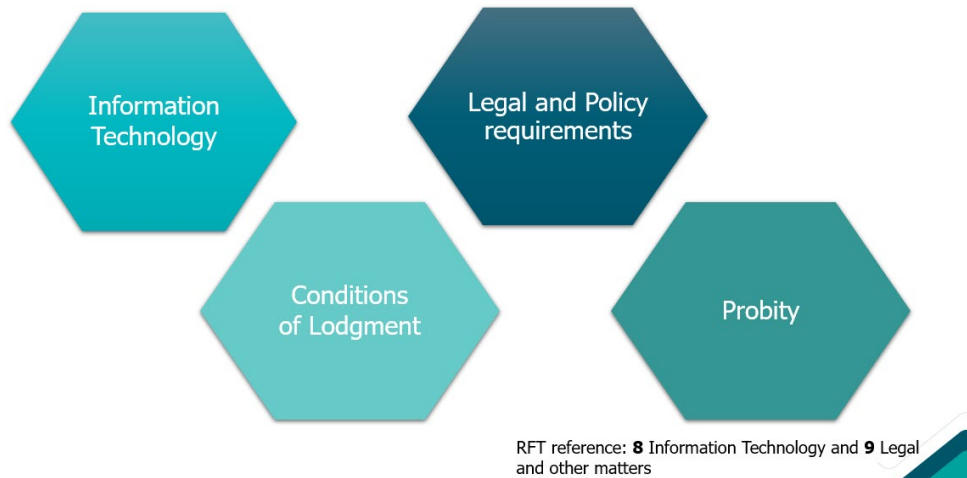 Information
Technology
Legal and Policy
requirements
Conditions
of Lodgment
Probity
RFT reference: 8 Information Technology and 9 Legal
and other matters